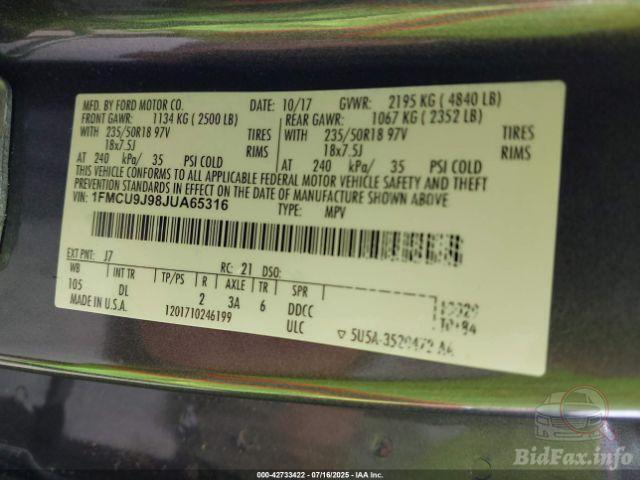 MFD. BY FORD MOTOR CO. DATE: 10/17 GVWR: 2195 KG ( 4840 LB)
FRONT GAWR: 1134 KG ( 2500 LB) REAR GAWR: 1067 KG ( 2352 LB)
WITH 235/50R18 97V TIRES WITH 235/50R18 97V TIRES
18x7.5J RIMS 18x7.5J RIMS
AT 240 kPa/ 35 PSI COLD AT 240 kPa/ 35 PSI COLD
THIS VEHICLE CONFORMS TO ALL APPLICABLE FEDERAL MOTOR VEHICLE SAFETY AND THEFT
PREVENTION STANDARDS IN EFFECT ON THE DATE OF MANUFACTURE SHOWN ABOVE.
VIN: 1FMCU9J98JUA65316 TYPE: MPV
EXT PNT: J7 RC: 21 DSO:
WB INT TR TP/PS R AXLE TR SPR
105 DL 2 3A 6 DDCC
MADE IN U.S.A. 1201710246199 ULC
▽ 5U5A-3520472 AA
000-42733422 - 07/16/2025 - IAA Inc.
BidFax.info